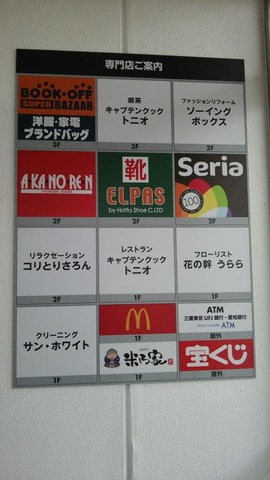 専門店ご案内
BOOK-OFF
SUPER BAZAAR
洋服・家電
ブランドバッグ
3F
喫茶
キャプテンクック
トニオ
3F
ファッションリフォーム
ソーイング
ボックス
2F
AKANOREN
2F
靴
ELPAS
by Hotta Shoe C.LTD
2F
Seria
100
2F
リラクゼーション
コリとりさろん
2F
レストラン
キャプテンクック
トニオ
1F
フローリスト
花の幹 うらら
1F
クリーニング
サン・ホワイト
1F
M
1F
米乃家
1F
ATM
三菱東京UFJ銀行・愛知銀行
ATM
屋外
宝くじ
屋外